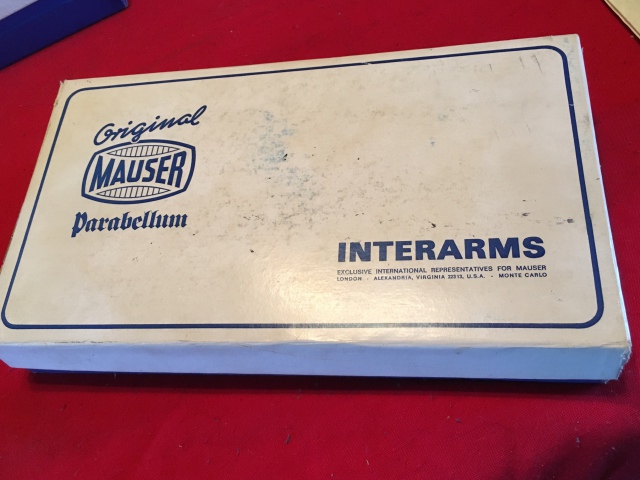 Original
MAUSER
Parabellum
INTERARMS
EXCLUSIVE INTERNATIONAL REPRESENTATIVES FOR MAUSER
LONDON - ALEXANDRIA, VIRGINIA 22313, U.S.A. - MONTE CARLO